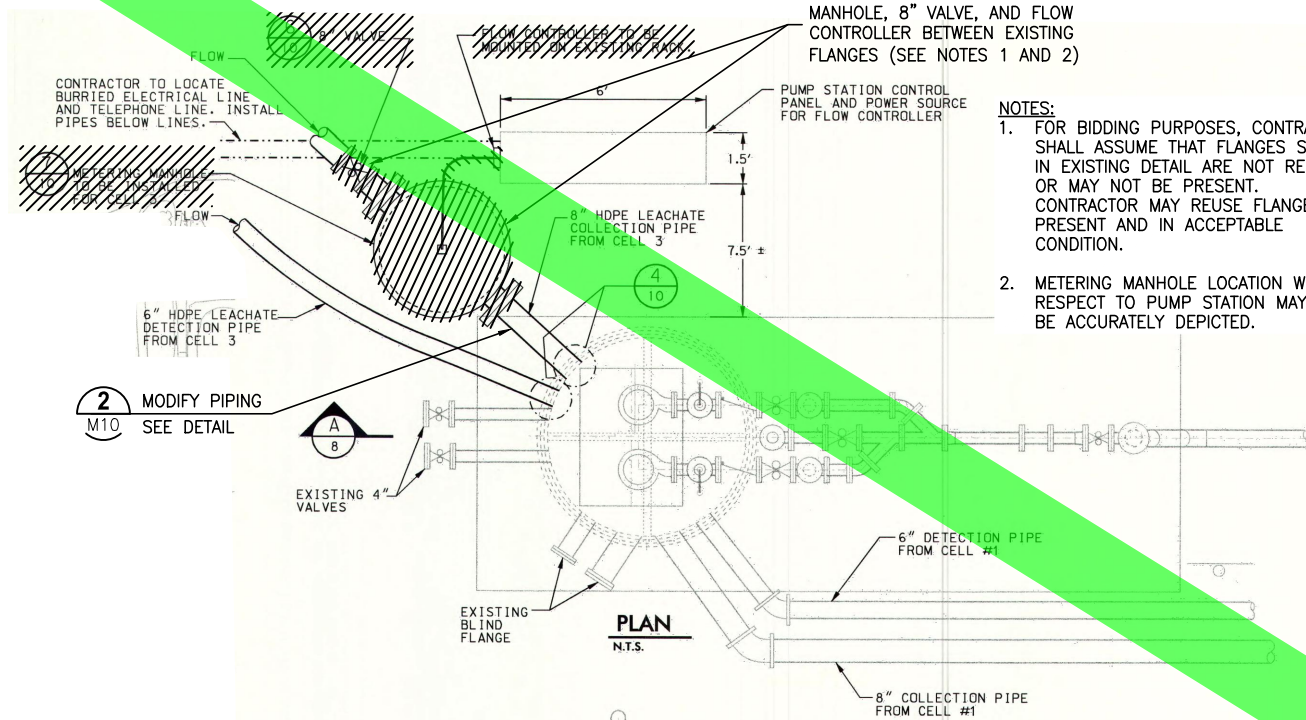 MANHOLE, 8" VALVE, AND FLOW
CONTROLLER BETWEEN EXISTING
FLANGES (SEE NOTES 1 AND 2)
10
8" VALVE
FLOW CONTROLLER TO BE
MOUNTED ON EXISTING RACK.
FLOW
CONTRACTOR TO LOCATE
BURRIED ELECTRICAL LINE
AND TELEPHONE LINE. INSTALL
PIPES BELOW LINES.
6'
PUMP STATION CONTROL
PANEL AND POWER SOURCE
FOR FLOW CONTROLLER
1.5'
7.5' ±
NOTES:
1. FOR BIDDING PURPOSES, CONTRA
SHALL ASSUME THAT FLANGES S
IN EXISTING DETAIL ARE NOT RE
OR MAY NOT BE PRESENT.
CONTRACTOR MAY REUSE FLANGE
PRESENT AND IN ACCEPTABLE
CONDITION.
2. METERING MANHOLE LOCATION W
RESPECT TO PUMP STATION MAY
BE ACCURATELY DEPICTED.
7
10
METERING MANHOLE
TO BE INSTALLED
FOR CELL 3
FLOW
8" HDPE LEACHATE
COLLECTION PIPE
FROM CELL 3
4
10
6" HDPE LEACHATE
DETECTION PIPE
FROM CELL 3
2
M10
MODIFY PIPING
SEE DETAIL
A
8
EXISTING 4"
VALVES
EXISTING
BLIND
FLANGE
PLAN
N.T.S.
6" DETECTION PIPE
FROM CELL #1
8" COLLECTION PIPE
FROM CELL #1